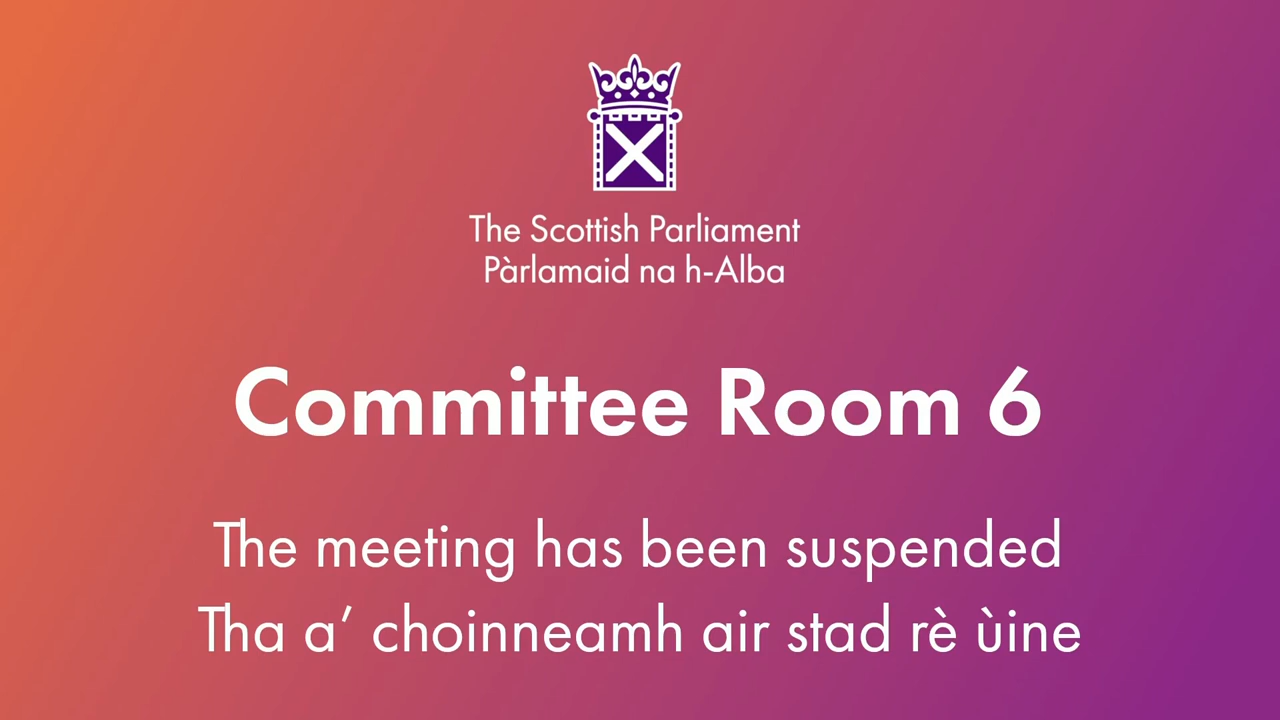 The Scottish Parliament
Pàrlamaid na h-Alba
Committee Room 6
The meeting has been suspended
Tha a’ choinneamh air stad rè ùine